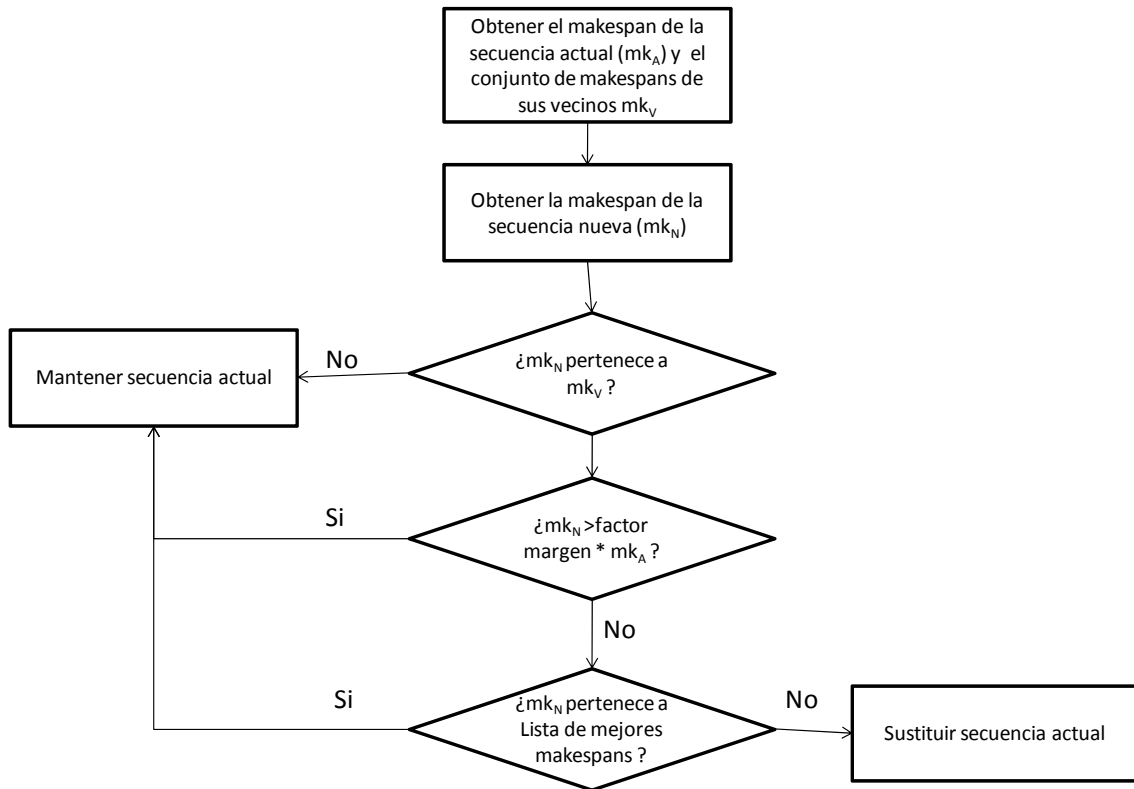 Obtener el makespan de la
secuencia actual (mkA) y el
conjunto de makespans de
sus vecinos mkV
Obtener la makespan de la
secuencia nueva (mkN)
¿mkN pertenece a
mkV ?
No
Mantener secuencia actual
¿mkN >factor
margen * mkA ?
Si
No
¿mkN pertenece a
Lista de mejores
makespans ?
Si
No
Sustituir secuencia actual